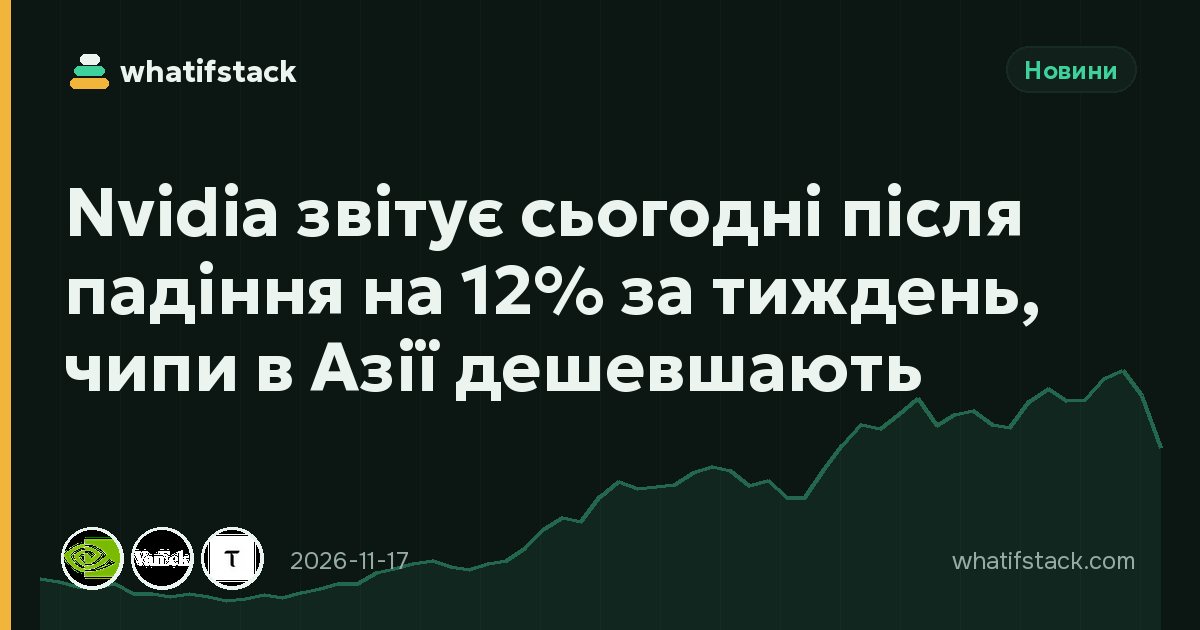 whatifstack
Новини
Nvidia звітує сьогодні після
падіння на 12% за тиждень,
чипи в Азії дешевшають
VanEck
τ
2026-11-17
whatifstack.com